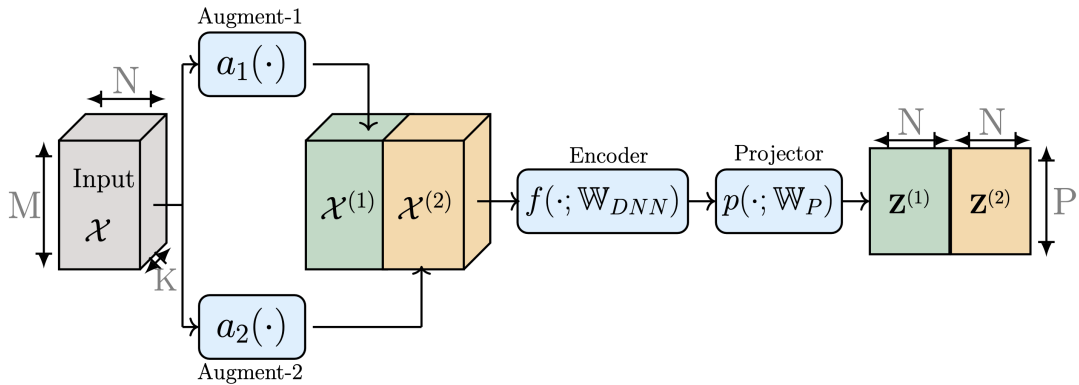 Augment-1
a₁(·)
N
M
Input
𝒳
K
a₂(·)
Augment-2
𝒳⁽¹⁾ 𝒳⁽²⁾
Encoder
f(·; 𝕎_DNN)
Projector
p(·; 𝕎_P)
N N
Z⁽¹⁾ Z⁽²⁾
P